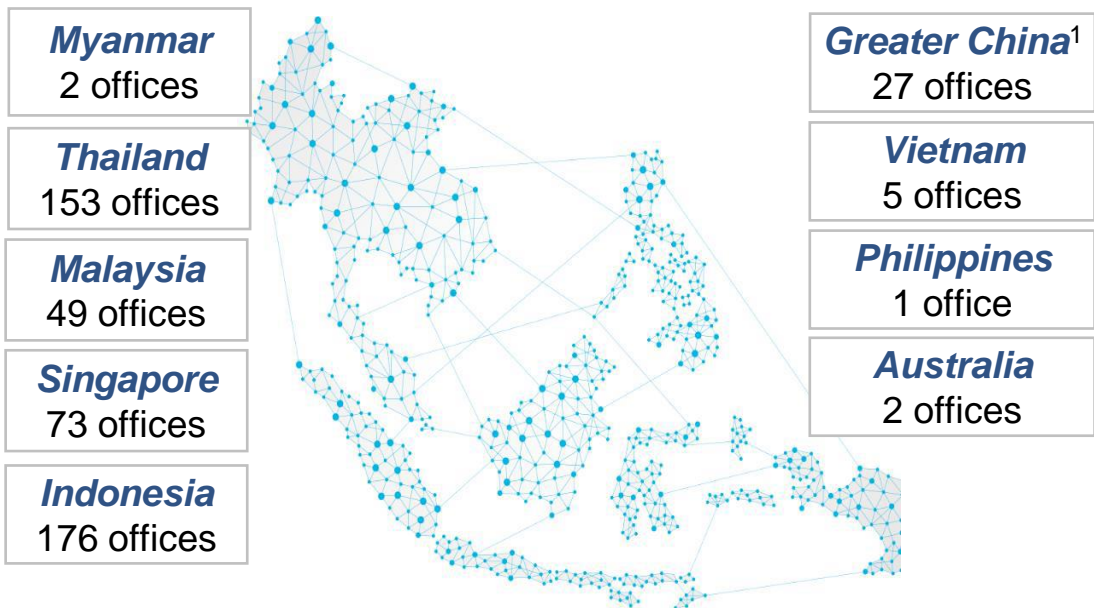 Myanmar
2 offices
Thailand
153 offices
Malaysia
49 offices
Singapore
73 offices
Indonesia
176 offices
Greater China¹
27 offices
Vietnam
5 offices
Philippines
1 office
Australia
2 offices